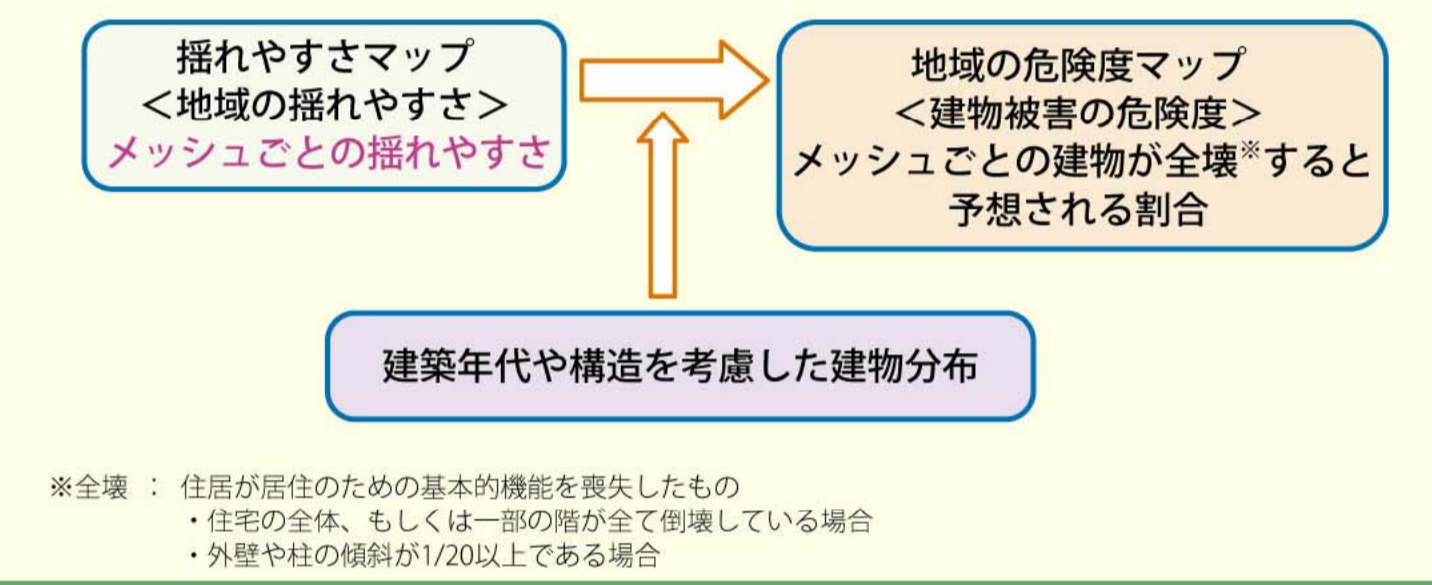 揺れやすさマップ
＜地域の揺れやすさ＞
メッシュごとの揺れやすさ
地域の危険度マップ
＜建物被害の危険度＞
メッシュごとの建物が全壊※すると
予想される割合
建築年代や構造を考慮した建物分布
※全壊 ： 住居が居住のための基本的機能を喪失したもの
・住宅の全体、もしくは一部の階が全て倒壊している場合
・外壁や柱の傾斜が1/20以上である場合